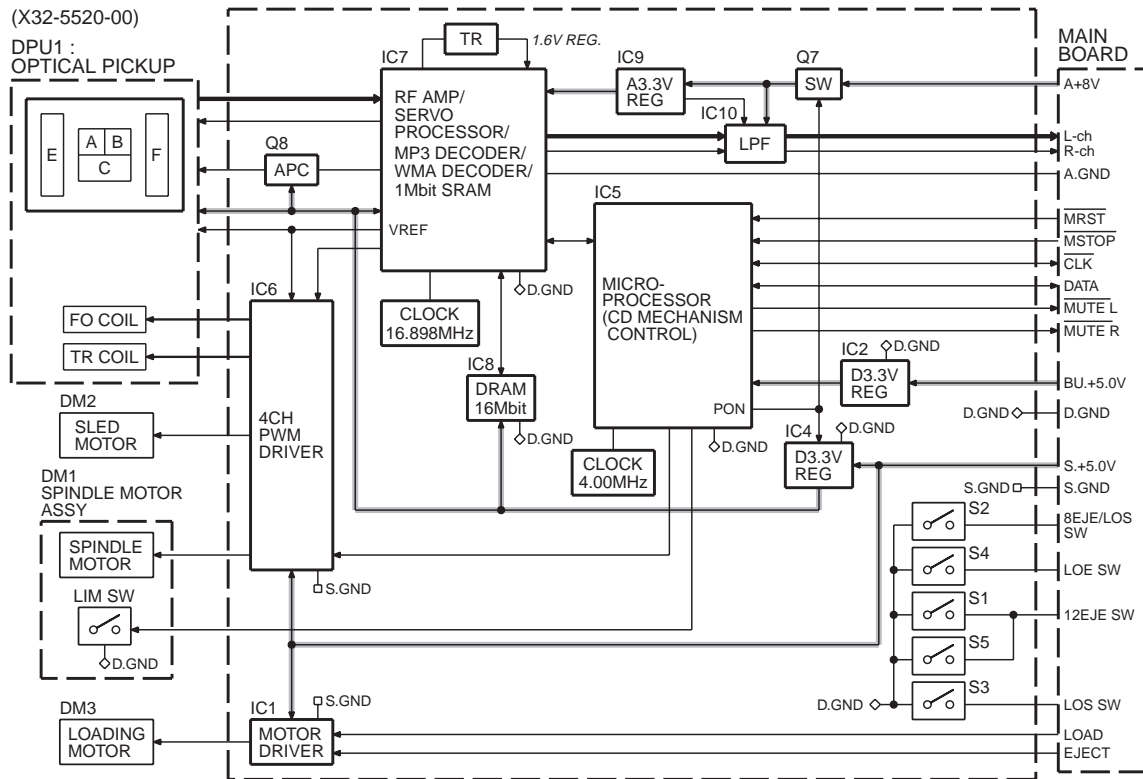 (X32-5520-00)
DPU1 :
OPTICAL PICKUP
E
A
B
C
F
FO COIL
TR COIL
DM2
SLED
MOTOR
DM1
SPINDLE MOTOR
ASSY
SPINDLE
MOTOR
LIM SW
D.GND
DM3
LOADING
MOTOR
TR
1.6V REG.
IC7
RF AMP/
SERVO
PROCESSOR/
MP3 DECODER/
WMA DECODER/
1Mbit SRAM
VREF
Q8
APC
IC6
4CH
PWM
DRIVER
S.GND
CLOCK
16.898MHz
D.GND
IC8
DRAM
16Mbit
D.GND
IC9
A3.3V
REG
IC10
LPF
Q7
SW
IC5
MICRO-
PROCESSOR
(CD MECHANISM
CONTROL)
PON
D.GND
CLOCK
4.00MHz
IC2
D.GND
D3.3V
REG
IC4
D.GND
D3.3V
REG
IC1
S.GND
MOTOR
DRIVER
D.GND
S.GND
S2
S4
S1
S5
S3
D.GND
MAIN
BOARD
A+8V
L-ch
R-ch
A.GND
MRST
MSTOP
CLK
DATA
MUTE L
MUTE R
BU.+5.0V
D.GND
S.+5.0V
S.GND
8EJE/LOS
SW
LOE SW
12EJE SW
LOS SW
LOAD
EJECT